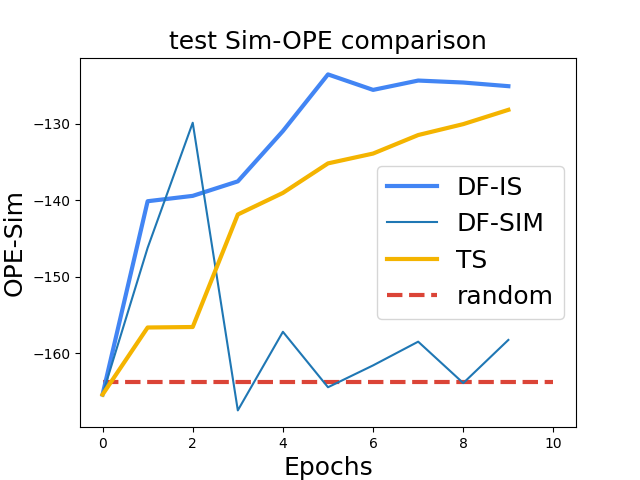 test Sim-OPE comparison
OPE-Sim
−130
−140
−150
−160
DF-IS
DF-SIM
TS
random
0 2 4 6 8 10
Epochs